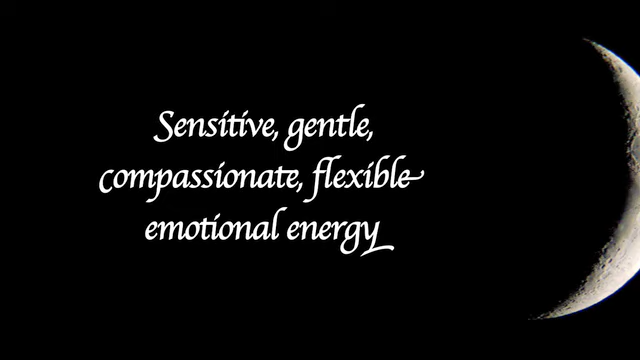 Sensitive, gentle,
compassionate, flexible
emotional energy